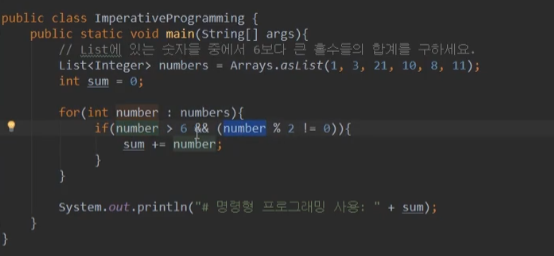 public class ImperativeProgramming {
public static void main(String[] args){
// List에 있는 숫자들 중에서 6보다 큰 홀수들의 합계를 구하세요.
List<Integer> numbers = Arrays.asList(1, 3, 21, 10, 8, 11);
int sum = 0;
for(int number : numbers){
if(number > 6 && (number % 2 != 0)){
sum += number;
}
}
System.out.println("# 명령형 프로그래밍 사용: " + sum);
}
}